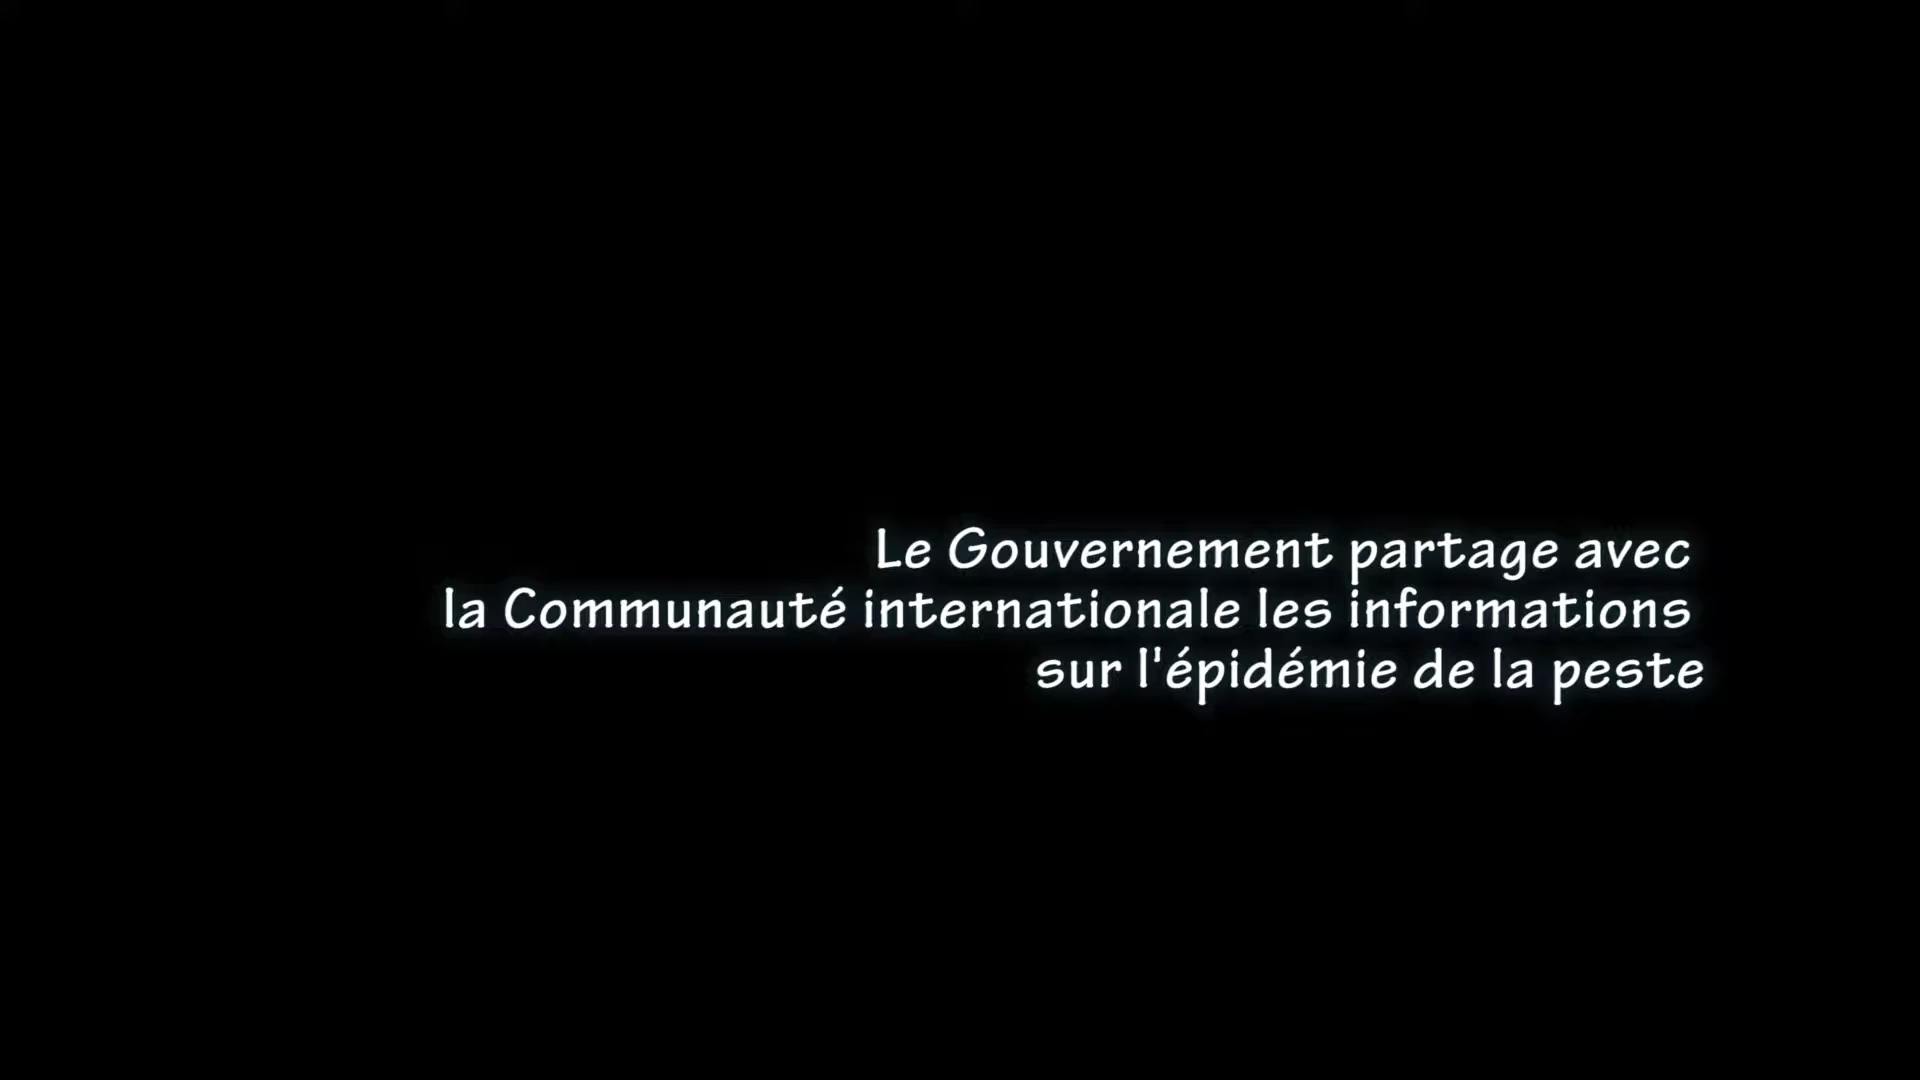 Le Gouvernement partage avec
la Communauté internationale les informations
sur l'épidémie de la peste